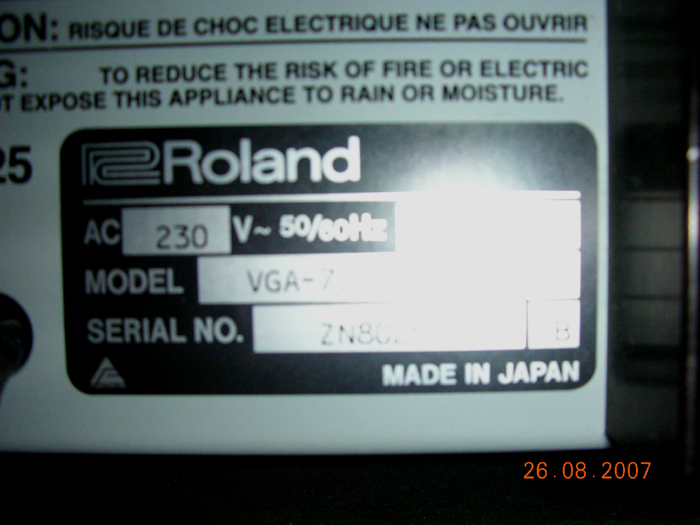 ON: RISQUE DE CHOC ELECTRIQUE NE PAS OUVRIR
G: TO REDUCE THE RISK OF FIRE OR ELECTRIC
OT EXPOSE THIS APPLIANCE TO RAIN OR MOISTURE.
25
Roland
AC 230 V~ 50/60Hz
MODEL VGA-7
SERIAL NO. ZN80 B
MADE IN JAPAN
26.08.2007